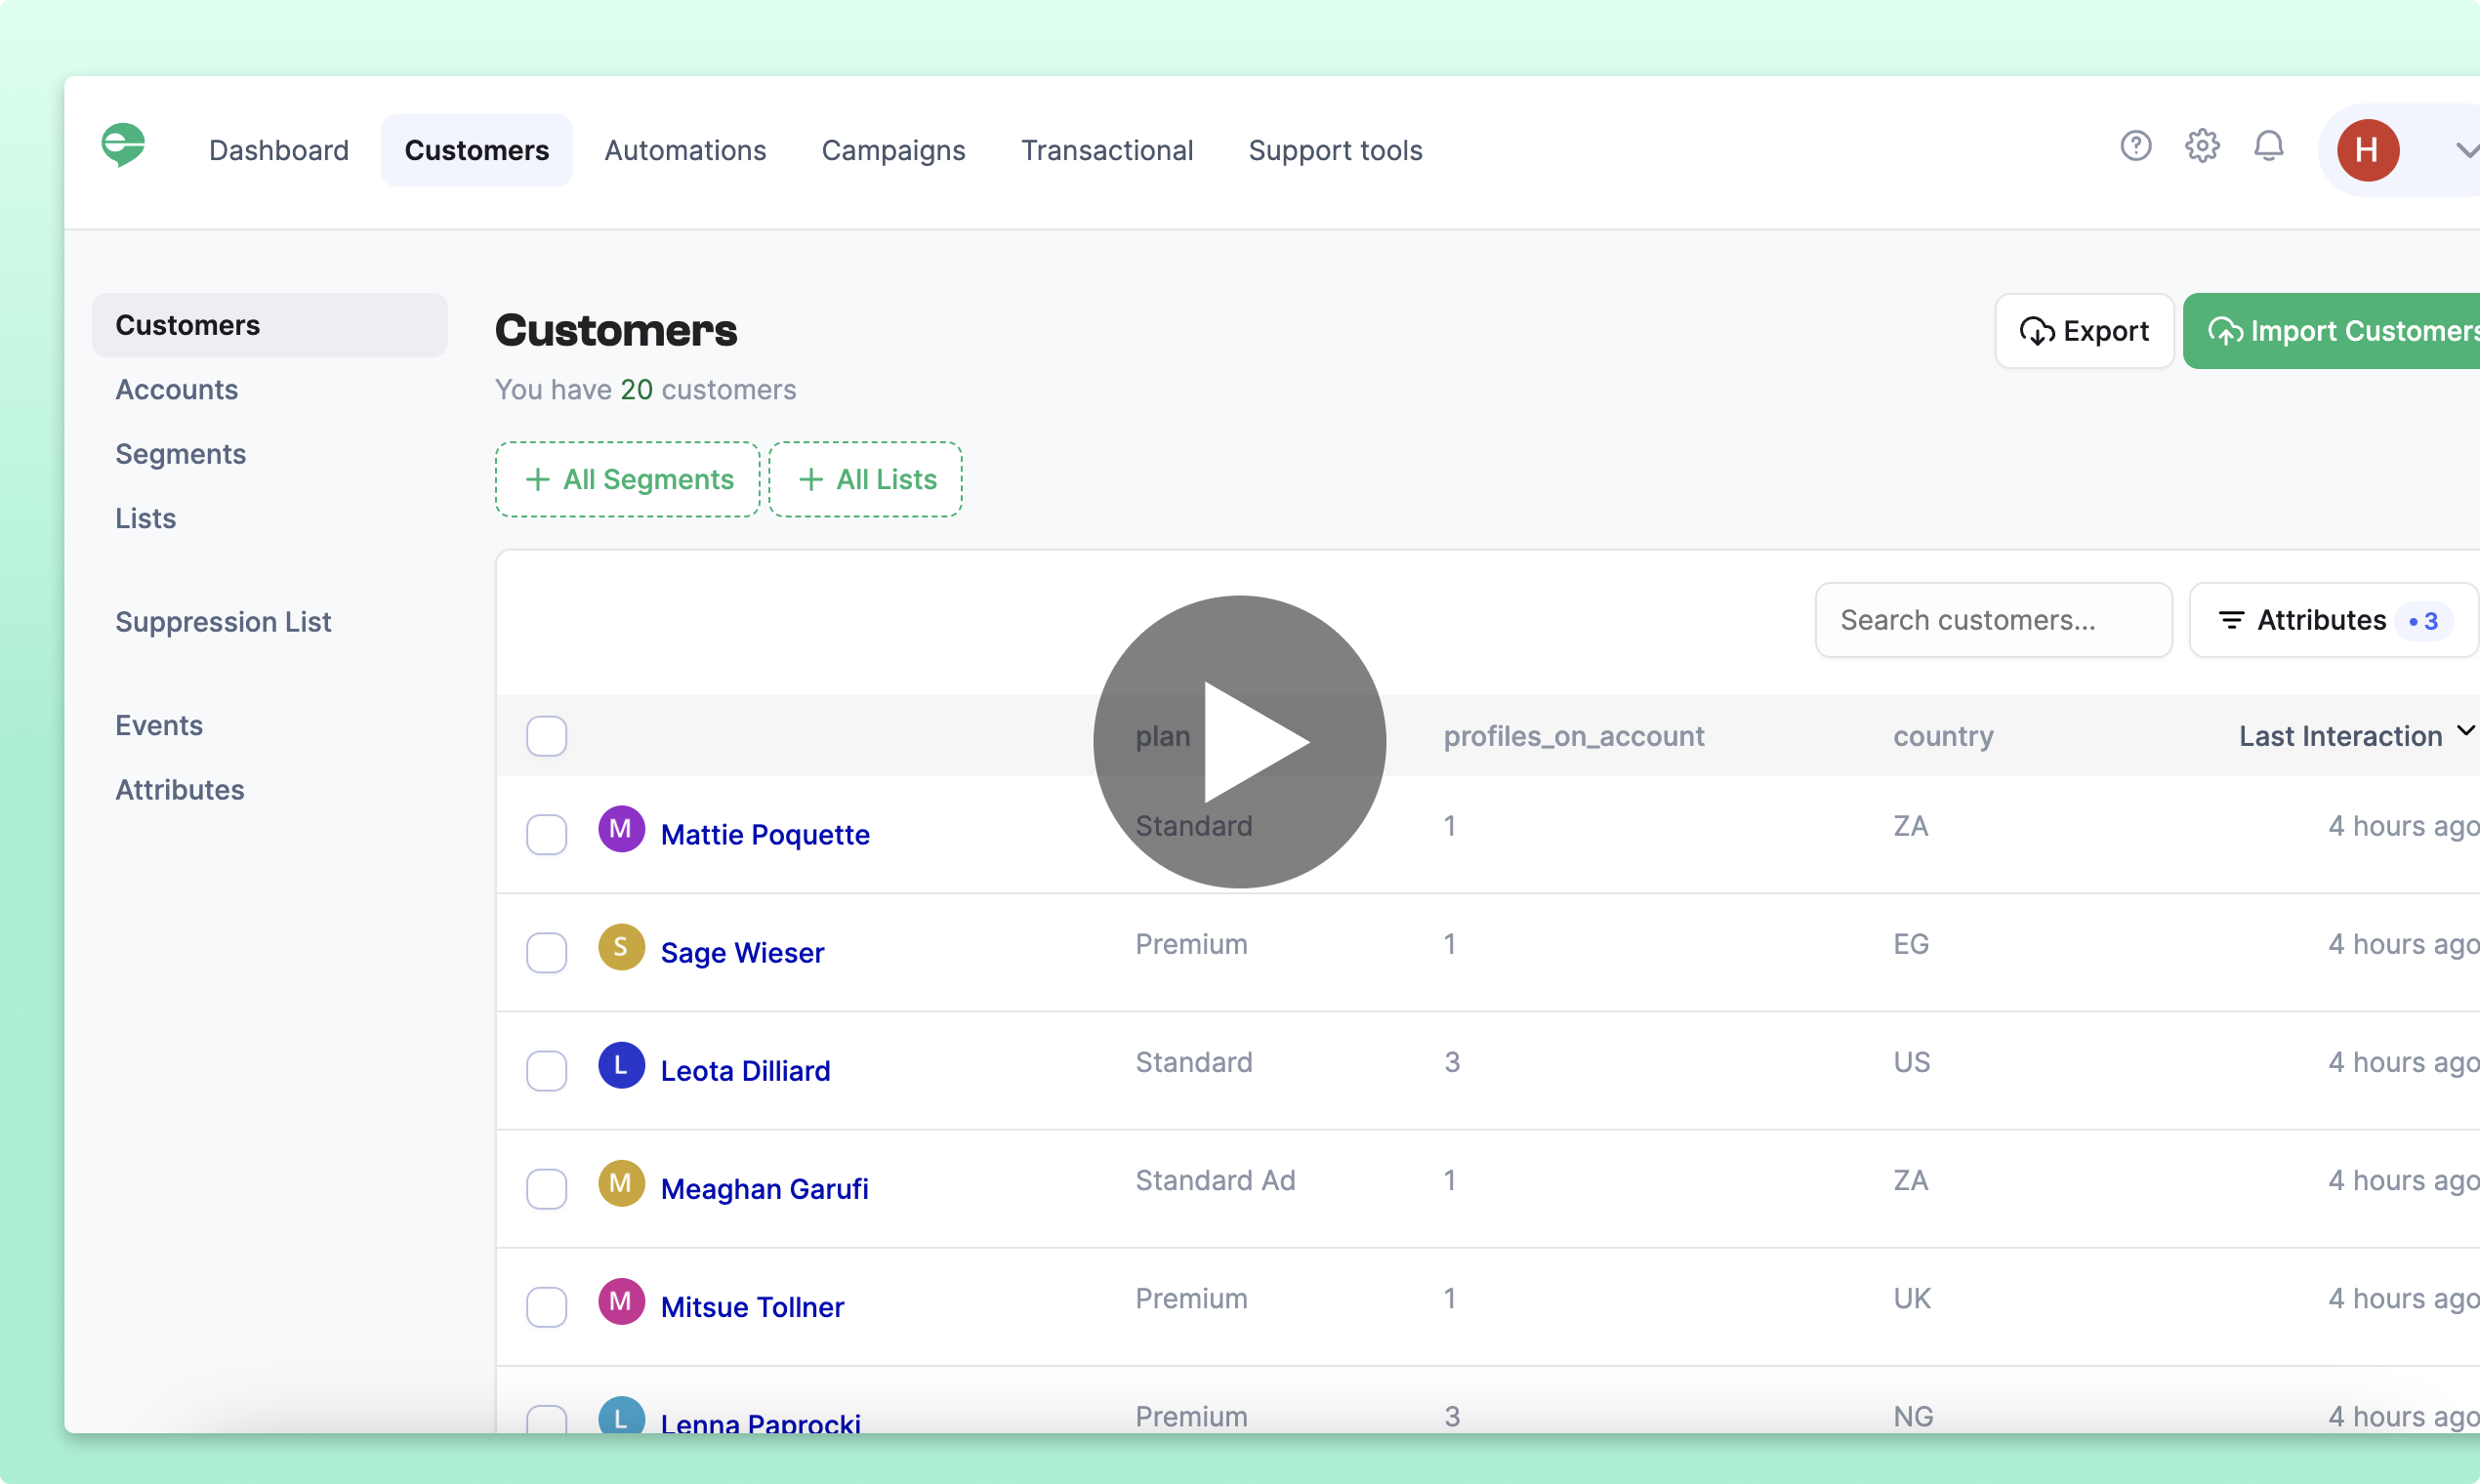 Dashboard Customers Automations Campaigns Transactional Support tools H
Customers
Accounts
Segments
Lists
Suppression List
Events
Attributes
Customers
You have 20 customers
Export Import Customers
+ All Segments + All Lists
Search customers... Attributes • 3
plan profiles_on_account country Last Interaction
M Mattie Poquette Standard 1 ZA 4 hours ago
S Sage Wieser Premium 1 EG 4 hours ago
L Leota Dilliard Standard 3 US 4 hours ago
M Meaghan Garufi Standard Ad 1 ZA 4 hours ago
M Mitsue Tollner Premium 1 UK 4 hours ago
L Lenna Paprocki Premium 3 NG 4 hours ago